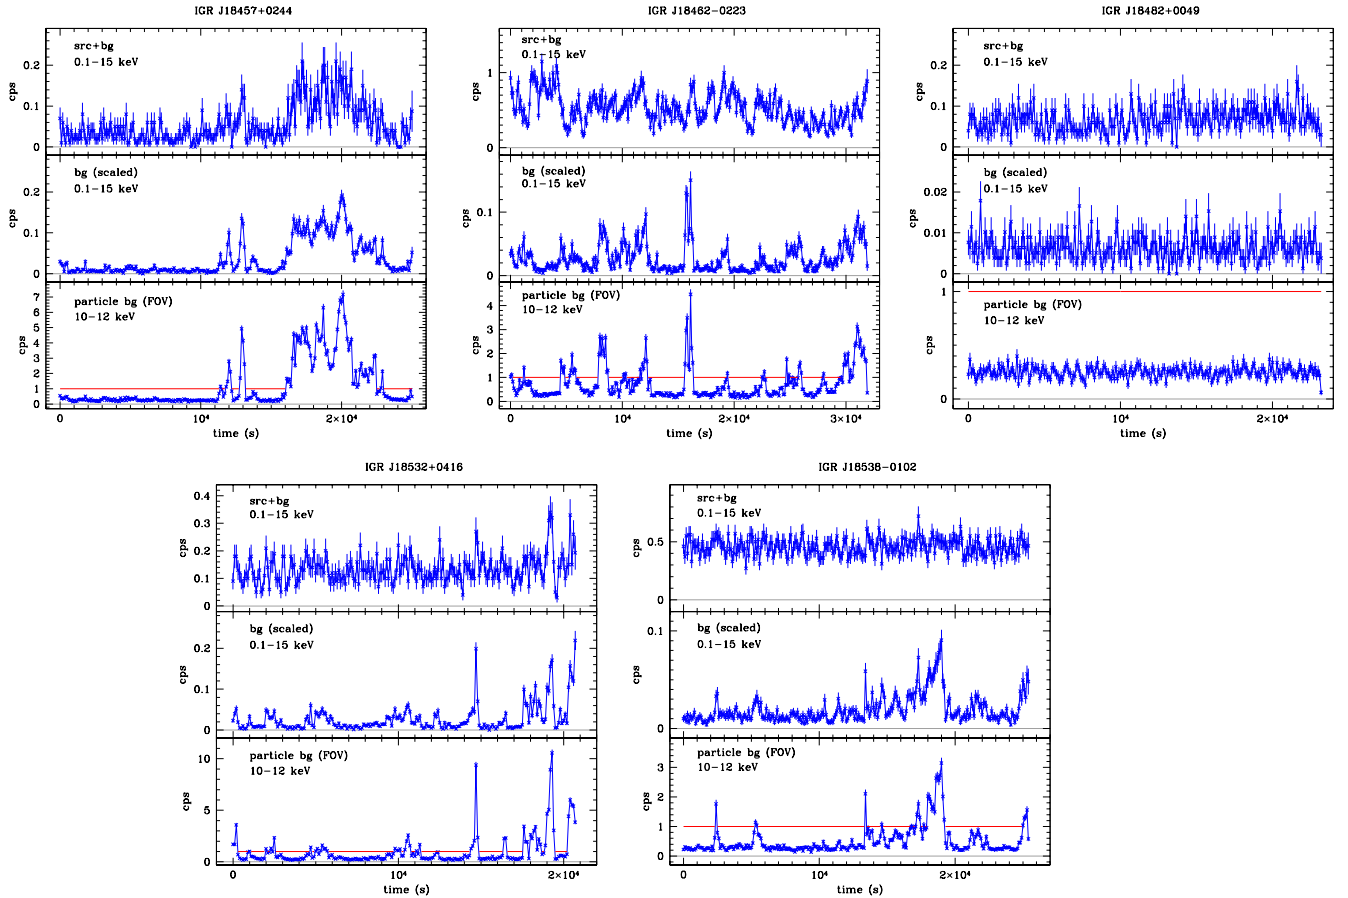 IGR J18457+0244
src+bg
0.1−15 keV
cps
0.2
0.1
0
bg (scaled)
0.1−15 keV
cps
0.2
0.1
0
particle bg (FOV)
10−12 keV
cps
7
6
5
4
3
2
1
0
0
10⁴
2×10⁴
time (s)
IGR J18462−0223
src+bg
0.1−15 keV
cps
1
0
bg (scaled)
0.1−15 keV
cps
0.1
0
particle bg (FOV)
10−12 keV
cps
4
3
2
1
0
0
10⁴
2×10⁴
3×10⁴
time (s)
IGR J18482+0049
src+bg
0.1−15 keV
cps
0.2
0.1
0
bg (scaled)
0.1−15 keV
cps
0.02
0.01
0
particle bg (FOV)
10−12 keV
cps
1
0
0
10⁴
2×10⁴
time (s)
IGR J18532+0416
src+bg
0.1−15 keV
cps
0.4
0.3
0.2
0.1
0
bg (scaled)
0.1−15 keV
cps
0.2
0.1
0
particle bg (FOV)
10−12 keV
cps
10
5
0
0
10⁴
2×10⁴
time (s)
IGR J18538−0102
src+bg
0.1−15 keV
cps
0.5
0
bg (scaled)
0.1−15 keV
cps
0.1
0
particle bg (FOV)
10−12 keV
cps
3
2
1
0
0
10⁴
2×10⁴
time (s)